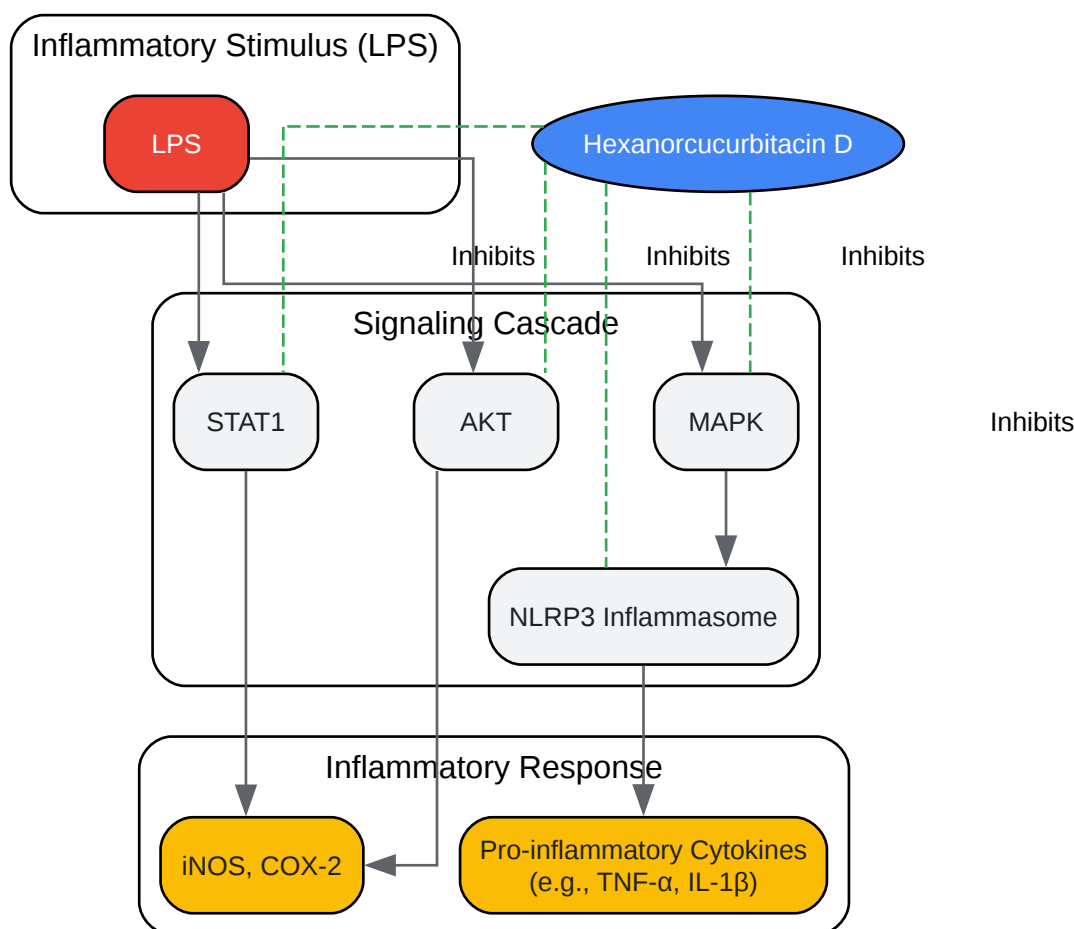 Inflammatory Stimulus (LPS)
LPS
Hexanorcucurbitacin D
Inhibits
Inhibits
Inhibits
Signaling Cascade
STAT1
AKT
MAPK
Inhibits
NLRP3 Inflammasome
Inflammatory Response
iNOS, COX-2
Pro-inflammatory Cytokines
(e.g., TNF-α, IL-1β)